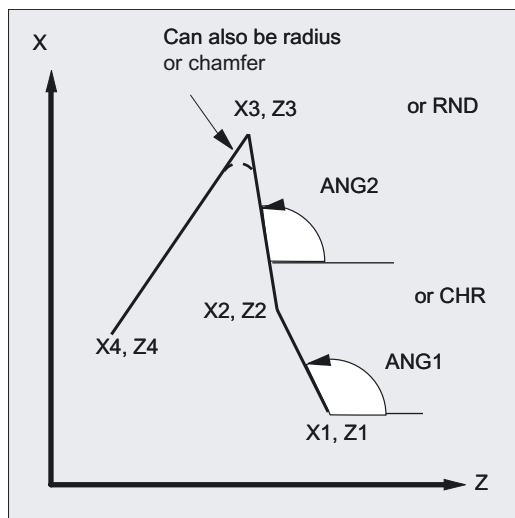 Can also be radius
or chamfer
X
X3, Z3
or RND
ANG2
or CHR
X2, Z2
X4, Z4
ANG1
X1, Z1
Z